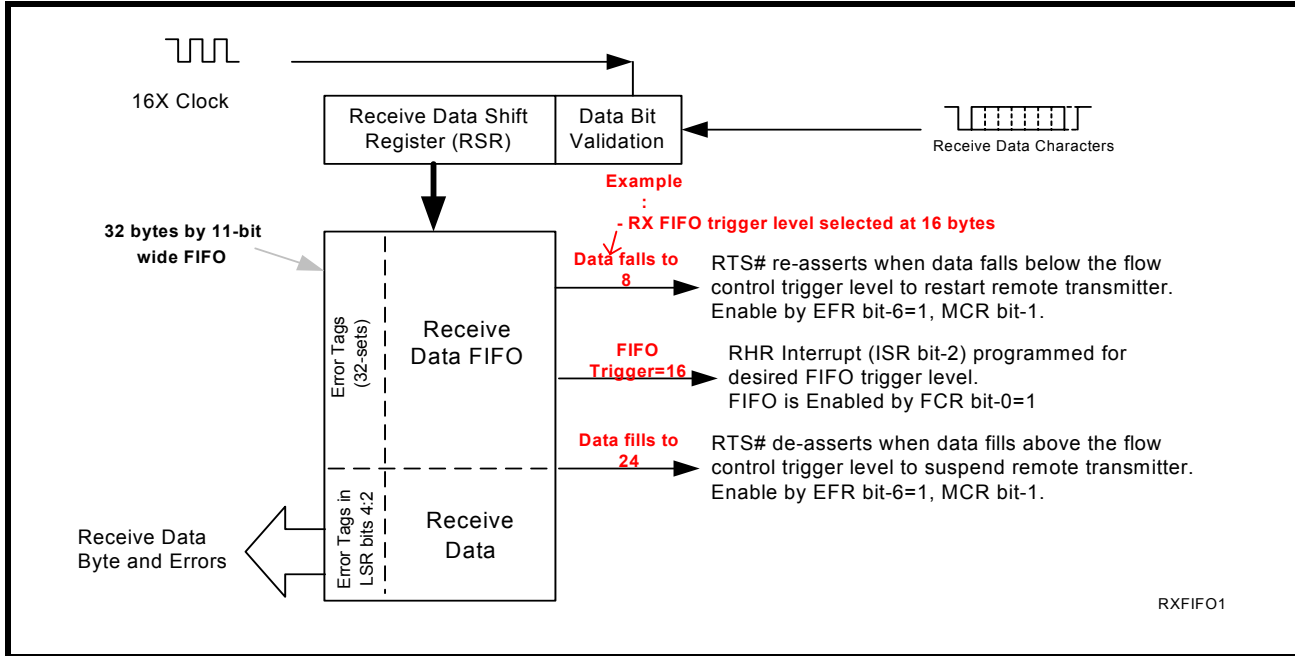 16X Clock
Receive Data Shift
Register (RSR)
Data Bit
Validation
Receive Data Characters
Example
:
- RX FIFO trigger level selected at 16 bytes
32 bytes by 11-bit
wide FIFO
Data falls to
8
RTS# re-asserts when data falls below the flow
control trigger level to restart remote transmitter.
Enable by EFR bit-6=1, MCR bit-1.
Error Tags
(32-sets)
Receive
Data FIFO
FIFO
Trigger=16
RHR Interrupt (ISR bit-2) programmed for
desired FIFO trigger level.
FIFO is Enabled by FCR bit-0=1
Data fills to
24
RTS# de-asserts when data fills above the flow
control trigger level to suspend remote transmitter.
Enable by EFR bit-6=1, MCR bit-1.
Error Tags in
LSR bits 4:2
Receive
Data
Receive Data
Byte and Errors
RXFIFO1